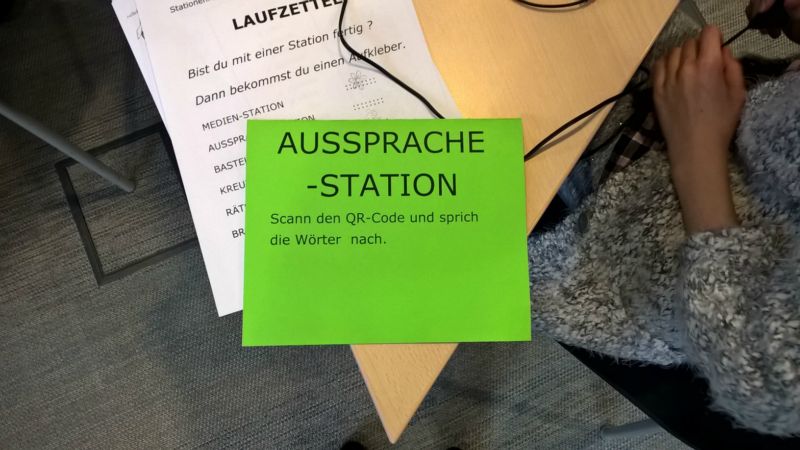 LAUFZETTEL
Bist du mit einer Station fertig ?
Dann bekommst du einen Aufkleber.
MEDIEN-STATION
AUSSPRACHE
-STATION
Scann den QR-Code und sprich
die Wörter nach.